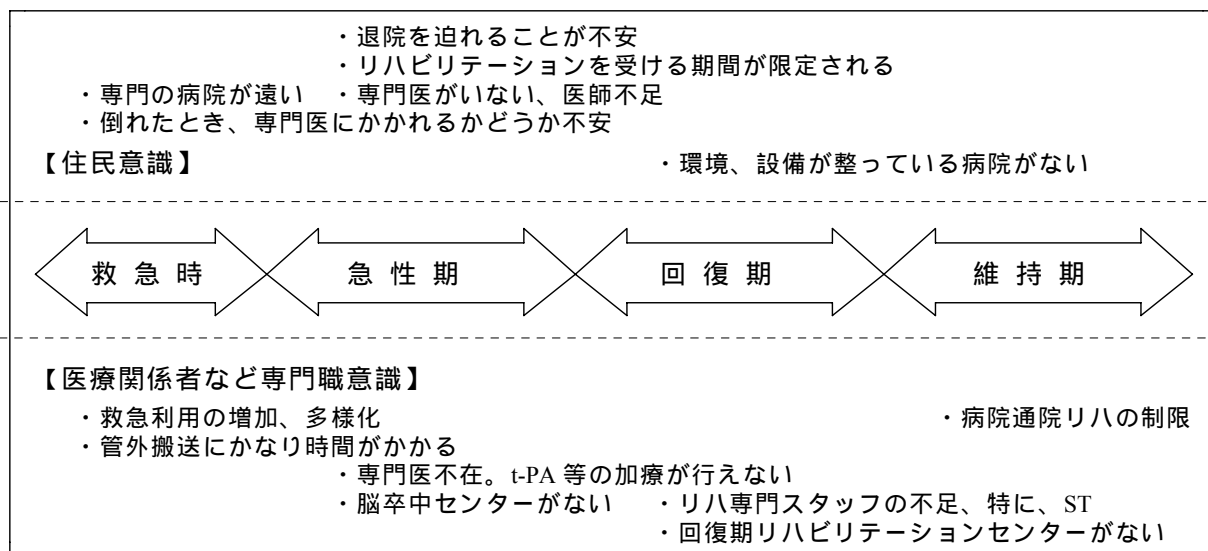 ・退院を迫れることが不安
・リハビリテーションを受ける期間が限定される
・専門の病院が遠い ・専門医がいない、医師不足
・倒れたとき、専門医にかかれるかどうか不安
【住民意識】 ・環境、設備が整っている病院がない
救急時 急性期 回復期 維持期
【医療関係者など専門職意識】
・救急利用の増加、多様化 ・病院通院リハの制限
・管外搬送にかなり時間がかかる
・専門医不在。t-PA 等の加療が行えない
・脳卒中センターがない ・リハ専門スタッフの不足、特に、ST
・回復期リハビリテーションセンターがない